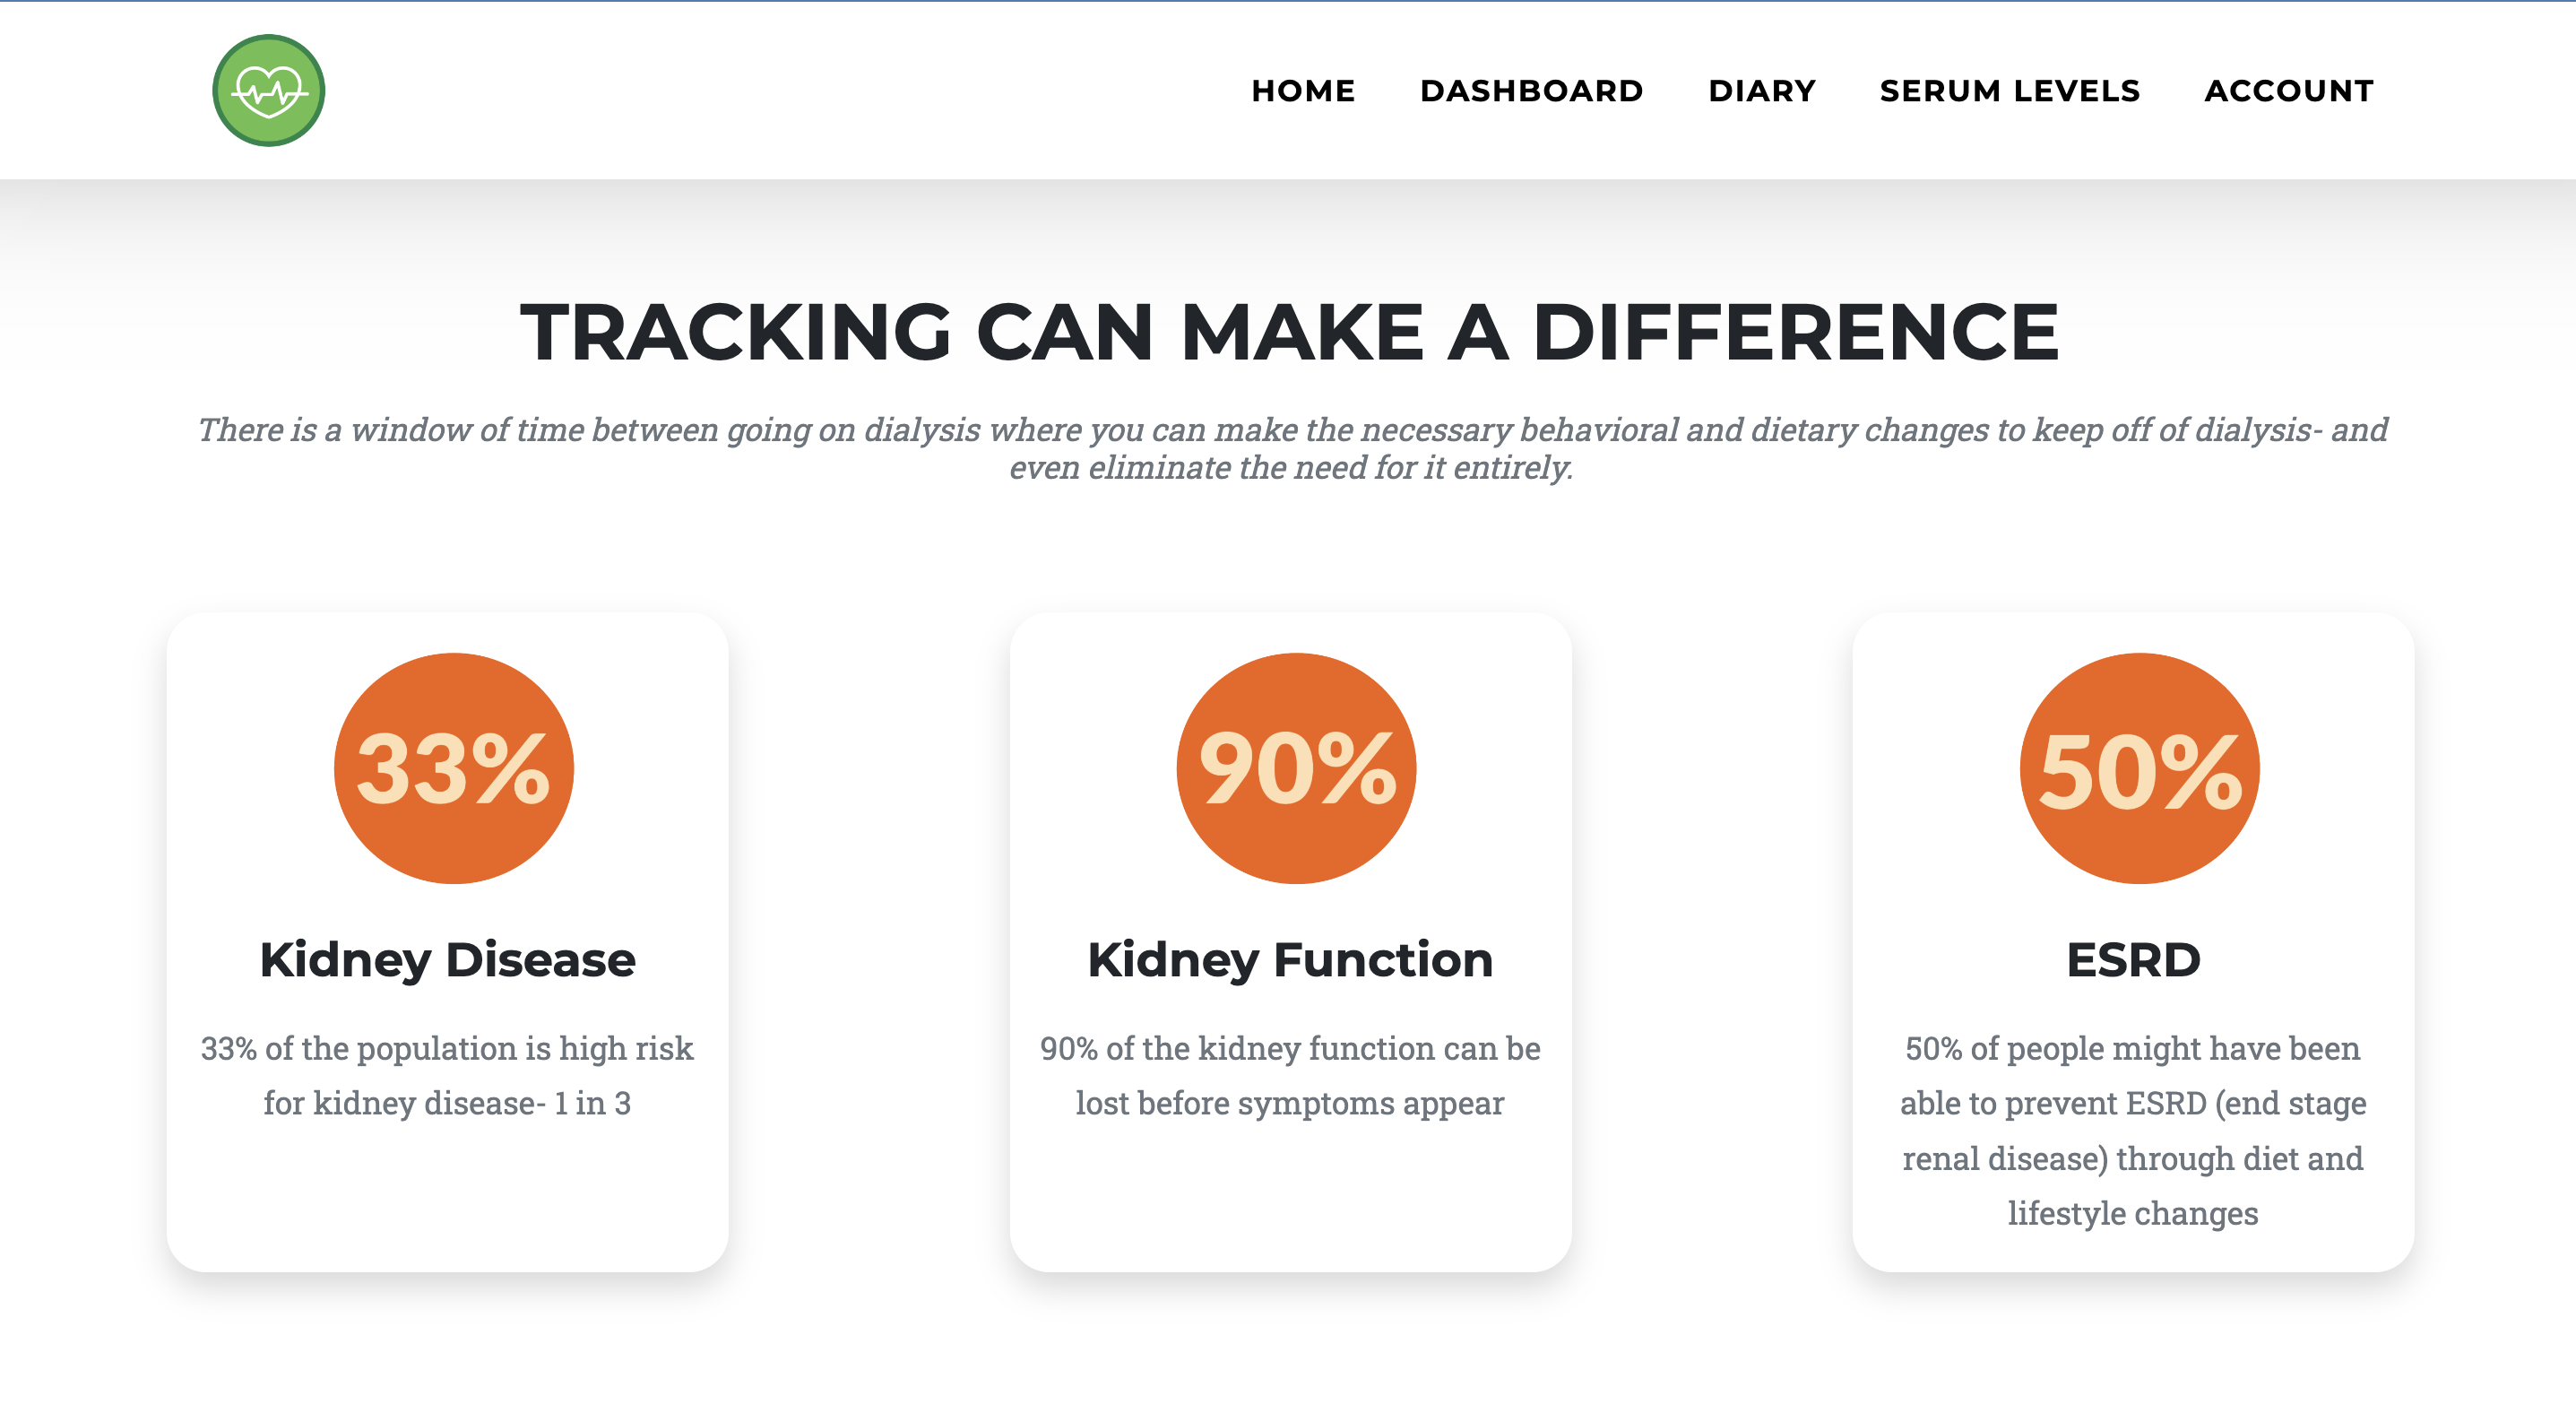 HOME DASHBOARD DIARY SERUM LEVELS ACCOUNT
TRACKING CAN MAKE A DIFFERENCE
There is a window of time between going on dialysis where you can make the necessary behavioral and dietary changes to keep off of dialysis- and
even eliminate the need for it entirely.
33%
Kidney Disease
33% of the population is high risk
for kidney disease- 1 in 3
90%
Kidney Function
90% of the kidney function can be
lost before symptoms appear
50%
ESRD
50% of people might have been
able to prevent ESRD (end stage
renal disease) through diet and
lifestyle changes